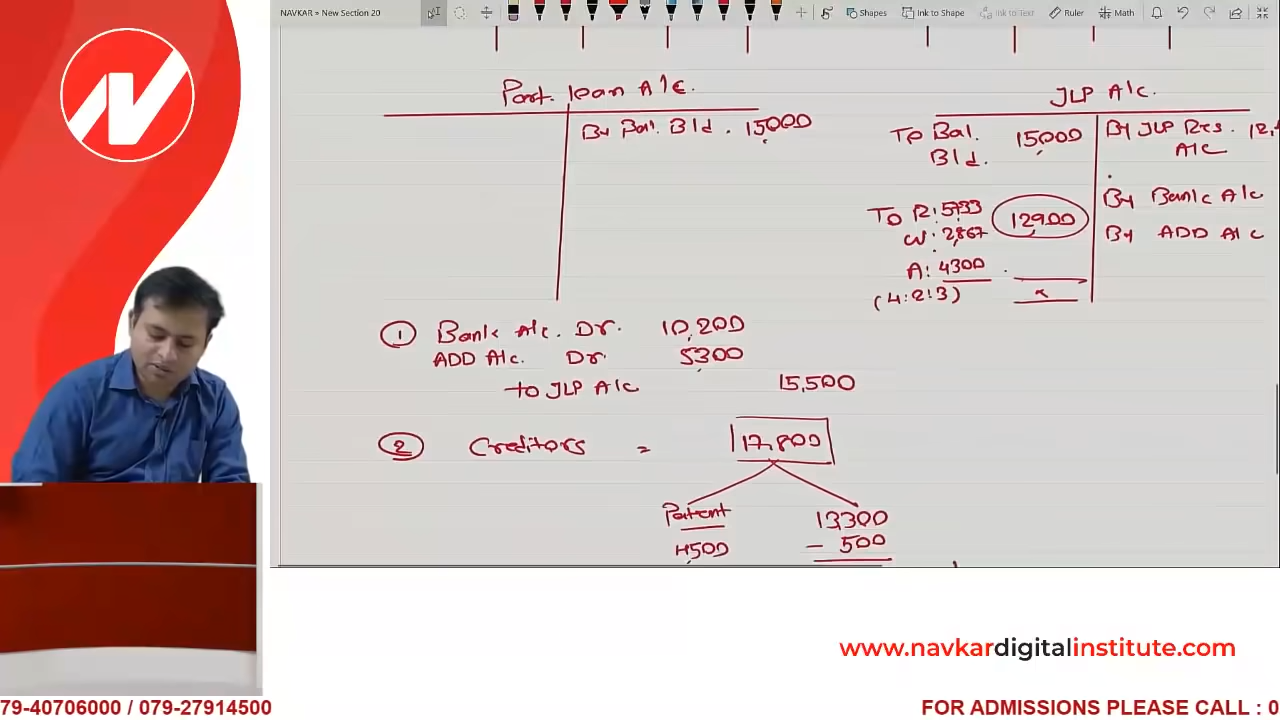 NAVKAR » New Section 20
Shapes
Ink to Shape
Ink to Text
Ruler
Math
Part. loan A/c.
By Bal. B/d. 15000
JLP A/c.
To Bal. B/d. 15000
By JLP Res. A/c
By Bank A/c
By ADD A/c
To R: 5733
W: 2,867
A: 4300
(4:2:3)
12900
x
① Bank A/c. Dr. 10,200
ADD A/c. Dr. 5300
To JLP A/c 15,500
② Creditors = 17,800
Patent
4500
13300
- 500
N
www.navkardigitalinstitute.com
79-40706000 / 079-27914500
FOR ADMISSIONS PLEASE CALL : 0